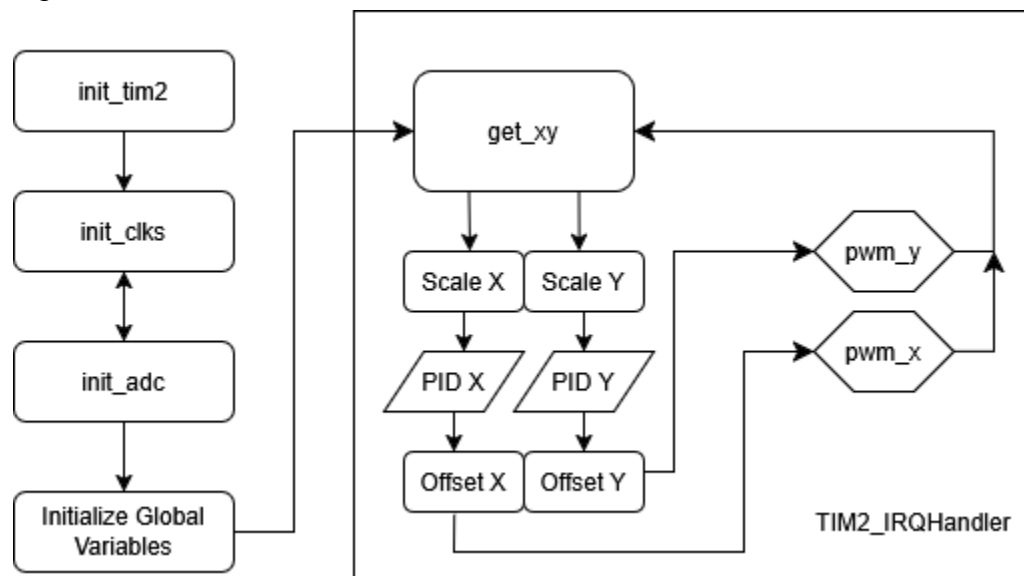 init_tim2
init_clks
init_adc
Initialize Global
Variables
get_xy
Scale X
Scale Y
PID X
PID Y
Offset X
Offset Y
pwm_y
pwm_x
TIM2_IRQHandler